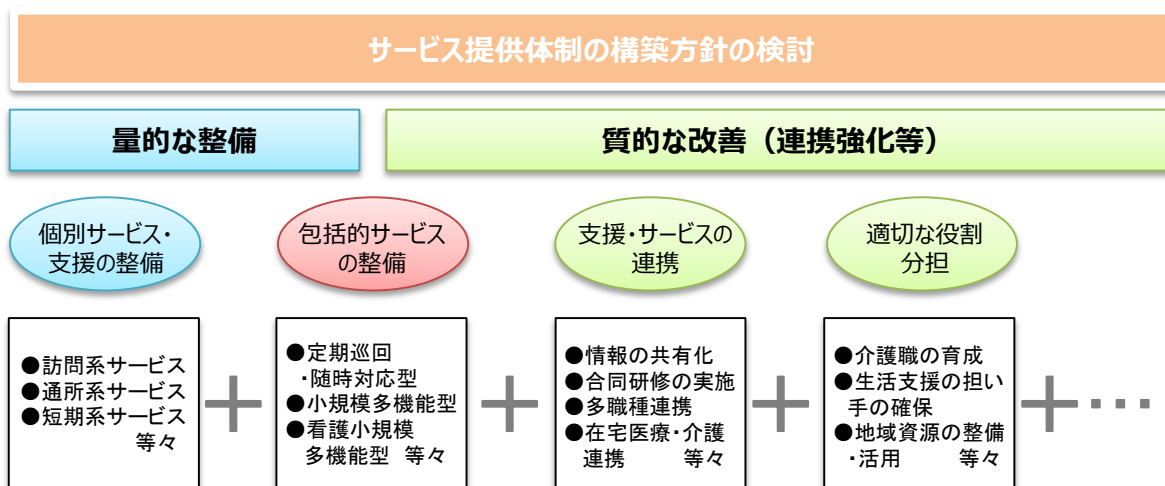 サービス提供体制の構築方針の検討
量的な整備
質的な改善（連携強化等）
個別サービス・
支援の整備
包括的サービス
の整備
支援・サービスの
連携
適切な役割
分担
●訪問系サービス
●通所系サービス
●短期系サービス
等々
●定期巡回
・随時対応型
●小規模多機能型
●看護小規模
多機能型 等々
●情報の共有化
●合同研修の実施
●多職種連携
●在宅医療・介護
連携 等々
●介護職の育成
●生活支援の担い
手の確保
●地域資源の整備
・活用 等々
…